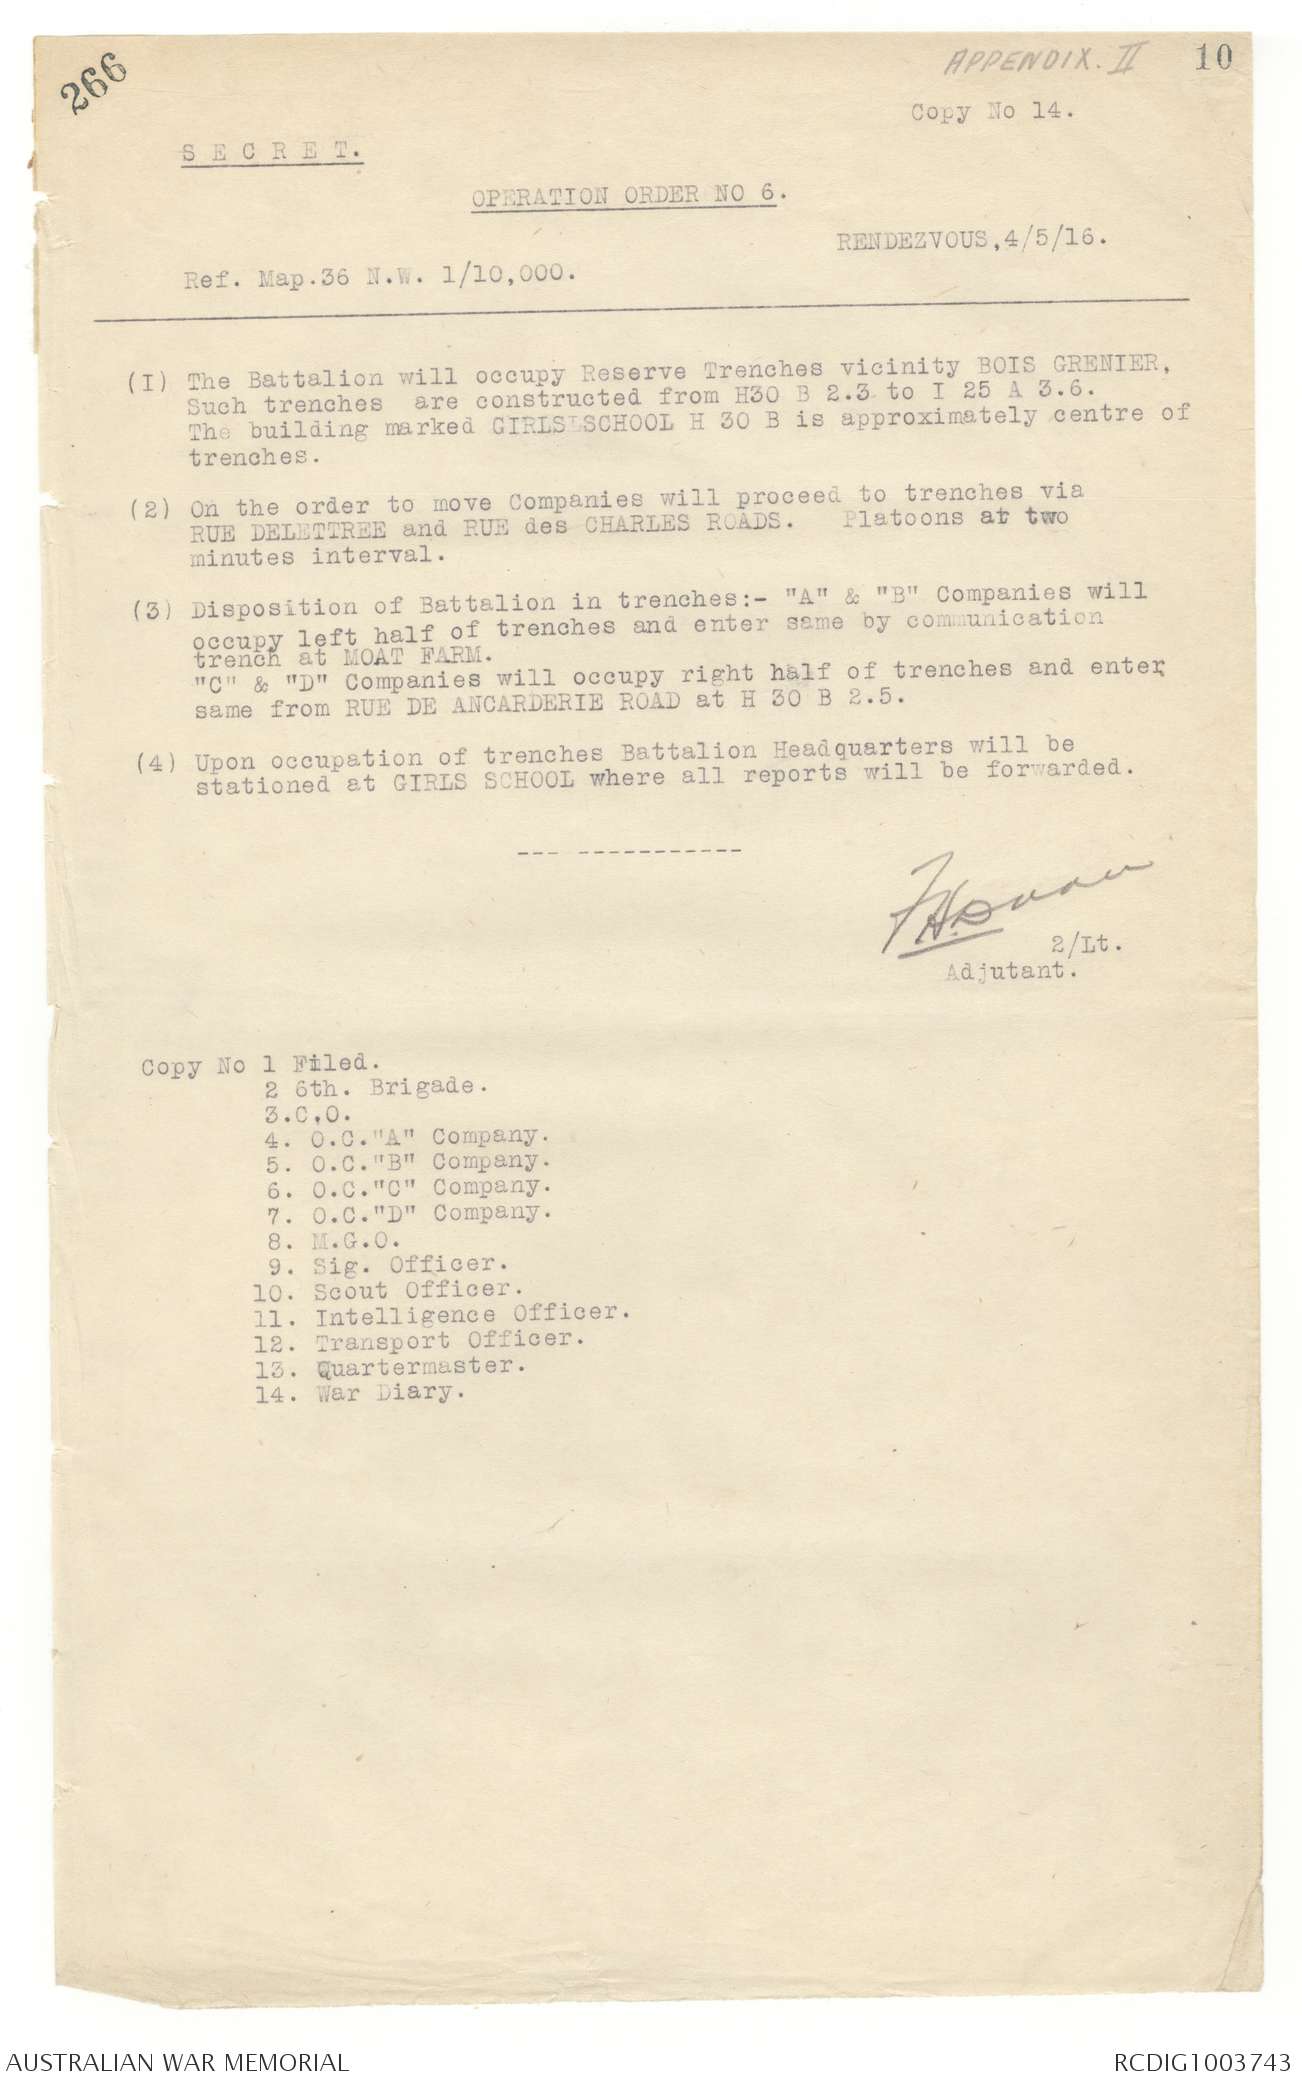 266
APPENDIX. II
10
Copy No 14.
S E C R E T.
OPERATION ORDER NO 6.
RENDEZVOUS,4/5/16.
Ref. Map.36 N.W. 1/10,000.
(I) The Battalion will occupy Reserve Trenches vicinity BOIS GRENIER,
Such trenches are constructed from H30 B 2.3 to I 25 A 3.6.
The building marked GIRLS SCHOOL H 30 B is approximately centre of
trenches.
(2) On the order to move Companies will proceed to trenches via
RUE DELETTREE and RUE des CHARLES ROADS. Platoons at two
minutes interval.
(3) Disposition of Battalion in trenches:- "A" & "B" Companies will
occupy left half of trenches and enter same by communication
trench at MOAT FARM.
"C" & "D" Companies will occupy right half of trenches and enter
same from RUE DE ANCARDERIE ROAD at H 30 B 2.5.
(4) Upon occupation of trenches Battalion Headquarters will be
stationed at GIRLS SCHOOL where all reports will be forwarded.
--- -----------
2/Lt.
Adjutant.
Copy No 1 Filed.
2 6th. Brigade.
3.C.O.
4. O.C."A" Company.
5. O.C."B" Company.
6. O.C."C" Company.
7. O.C."D" Company.
8. M.G.O.
9. Sig. Officer.
10. Scout Officer.
11. Intelligence Officer.
12. Transport Officer.
13. Quartermaster.
14. War Diary.
AUSTRALIAN WAR MEMORIAL
RCDIG1003743